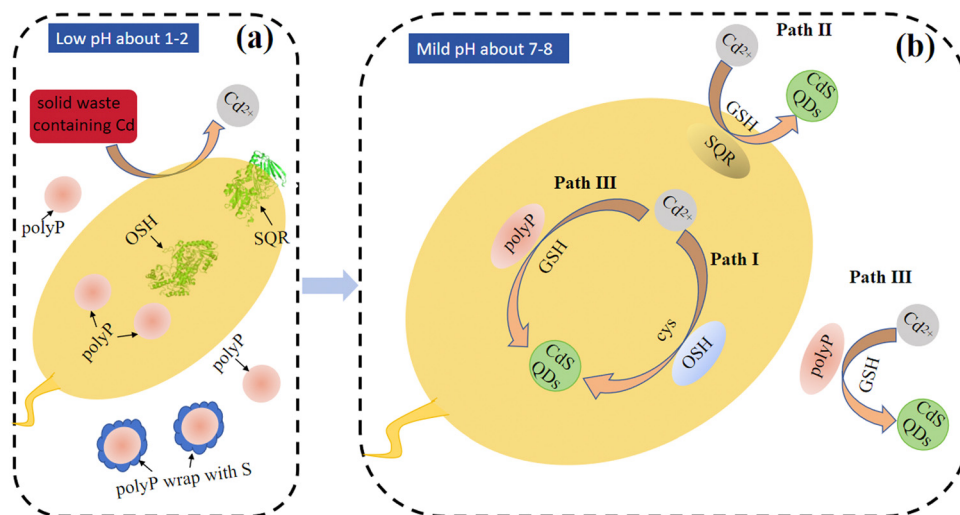 Low pH about 1-2
(a)
solid waste
containing Cd
Cd2+
polyP
OSH
SQR
polyP
polyP
polyP wrap with S
Mild pH about 7-8
(b)
Path II
Cd2+
GSH
CdS
QDs
SQR
Path III
Cd2+
polyP
GSH
Path I
cys
OSH
CdS
QDs
Path III
Cd2+
polyP
GSH
CdS
QDs